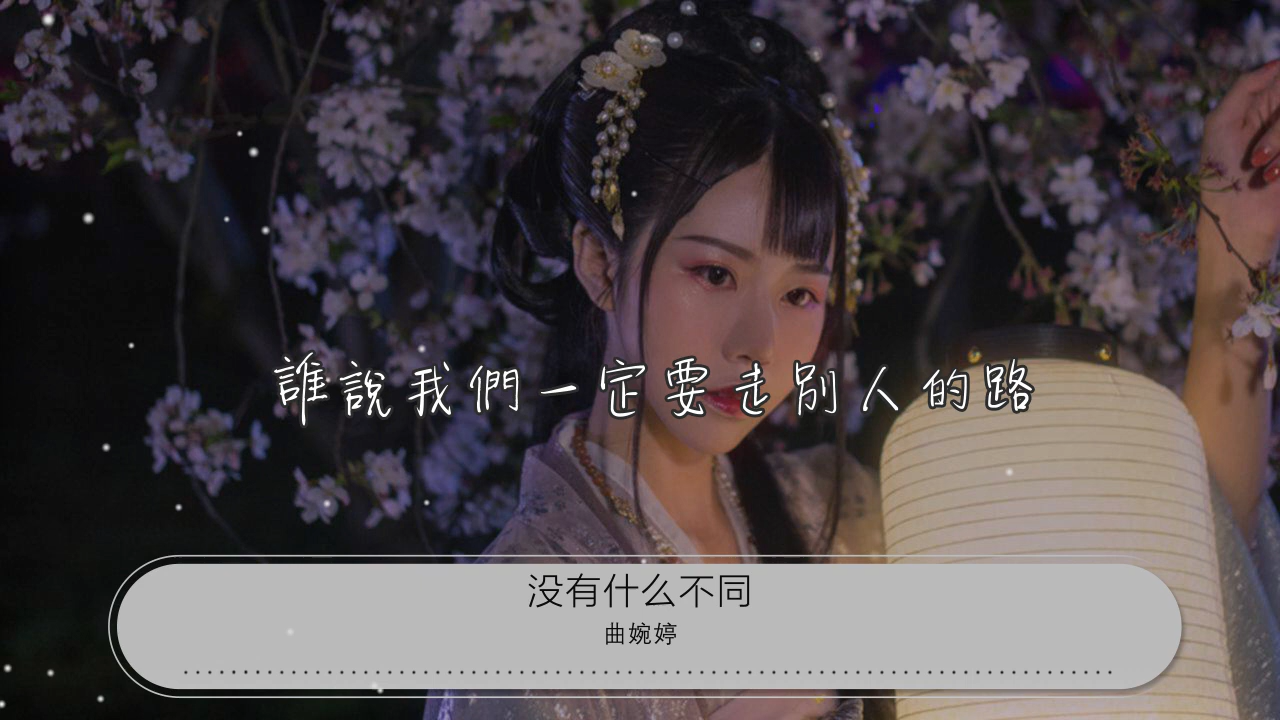 誰說我們一定要走別人的路
没有什么不同
曲婉婷